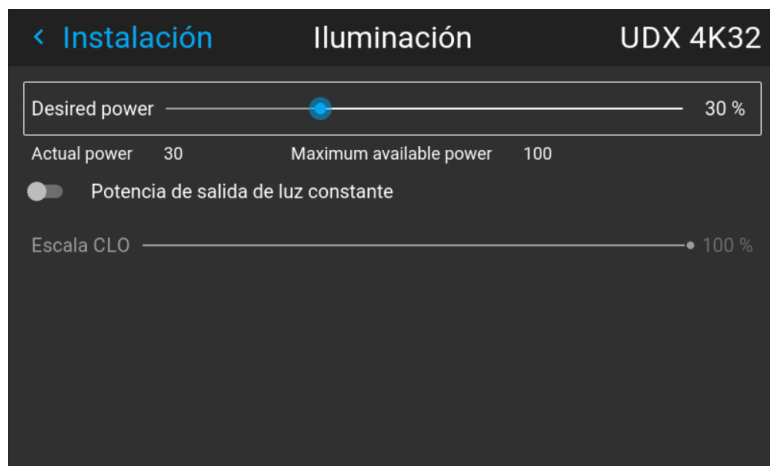 Instalación Iluminación UDX 4K32
Desired power 30 %
Actual power 30 Maximum available power 100
Potencia de salida de luz constante
Escala CLO 100 %